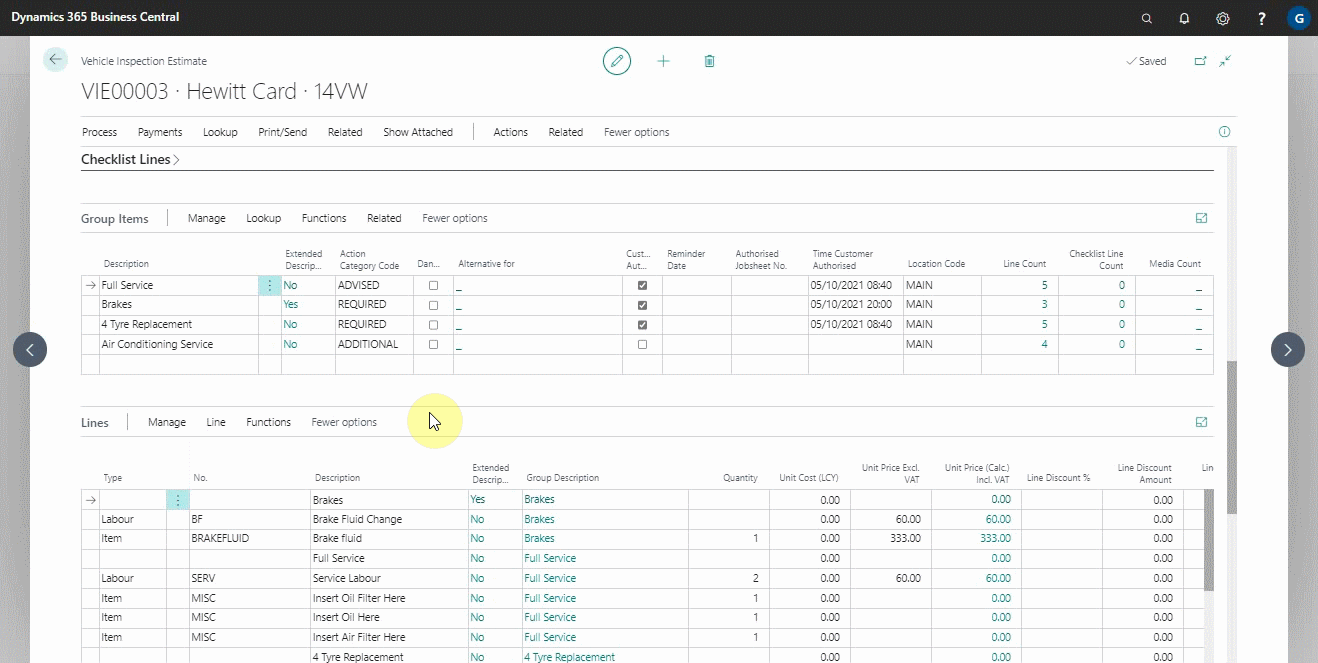 Dynamics 365 Business Central
? G
Vehicle Inspection Estimate
Saved
VIE00003 · Hewitt Card · 14VW
Process Payments Lookup Print/Send Related Show Attached Actions Related Fewer options
Checklist Lines
Group Items Manage Lookup Functions Related Fewer options
Description Extended Descrip... Action Category Code Dan... Alternative for Cust... Aut... Reminder Date Authorised Jobsheet No. Time Customer Authorised Location Code Line Count Checklist Line Count Media Count
Full Service No ADVISED _ 05/10/2021 08:40 MAIN 5 0 _
Brakes Yes REQUIRED _ 05/10/2021 20:00 MAIN 3 0 _
4 Tyre Replacement No REQUIRED _ 05/10/2021 08:40 MAIN 5 0 _
Air Conditioning Service No ADDITIONAL _ MAIN 4 0 _
Lines Manage Line Functions Fewer options
Type No. Description Extended Descrip... Group Description Quantity Unit Cost (LCY) Unit Price Excl. VAT Unit Price (Calc.) Incl. VAT Line Discount % Line Discount Amount Lin
Brakes Yes Brakes 0.00 0.00 0.00
Labour BF Brake Fluid Change No Brakes 0.00 60.00 60.00 0.00
Item BRAKEFLUID Brake fluid No Brakes 1 0.00 333.00 333.00 0.00
Full Service No Full Service 0.00 0.00 0.00
Labour SERV Service Labour No Full Service 2 0.00 60.00 60.00 0.00
Item MISC Insert Oil Filter Here No Full Service 1 0.00 0.00 0.00
Item MISC Insert Oil Here No Full Service 1 0.00 0.00 0.00
Item MISC Insert Air Filter Here No Full Service 1 0.00 0.00 0.00
4 Tyre Replacement No 4 Tyre Replacement 0.00 0.00 0.00